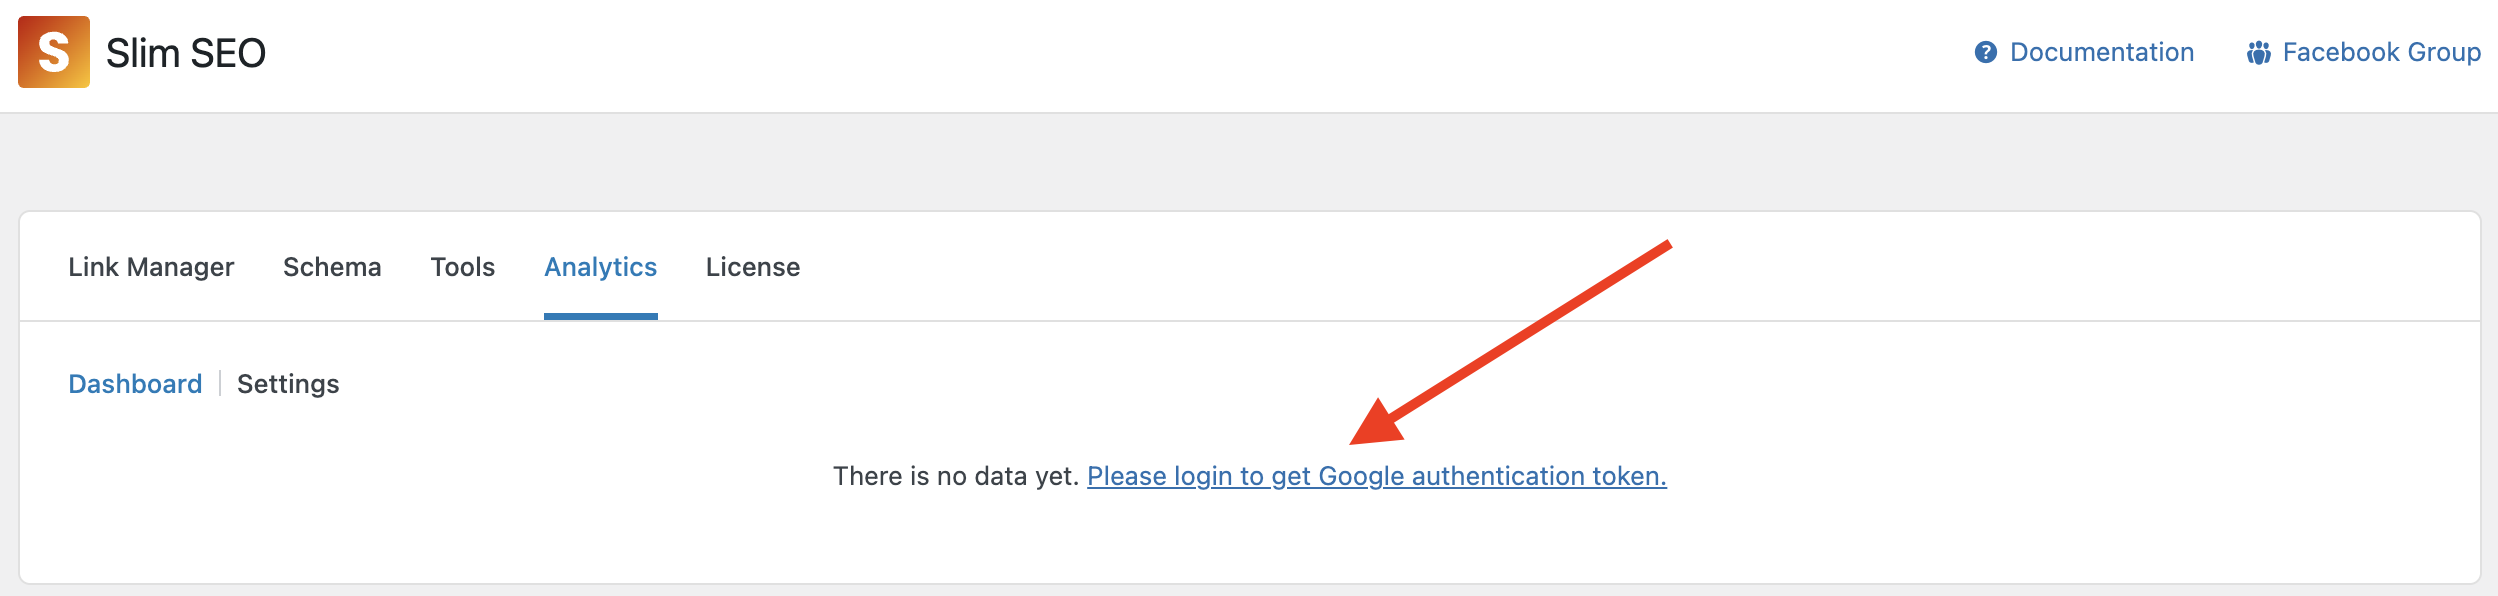 S Slim SEO
Documentation Facebook Group
Link Manager Schema Tools Analytics License
Dashboard Settings
There is no data yet. Please login to get Google authentication token.